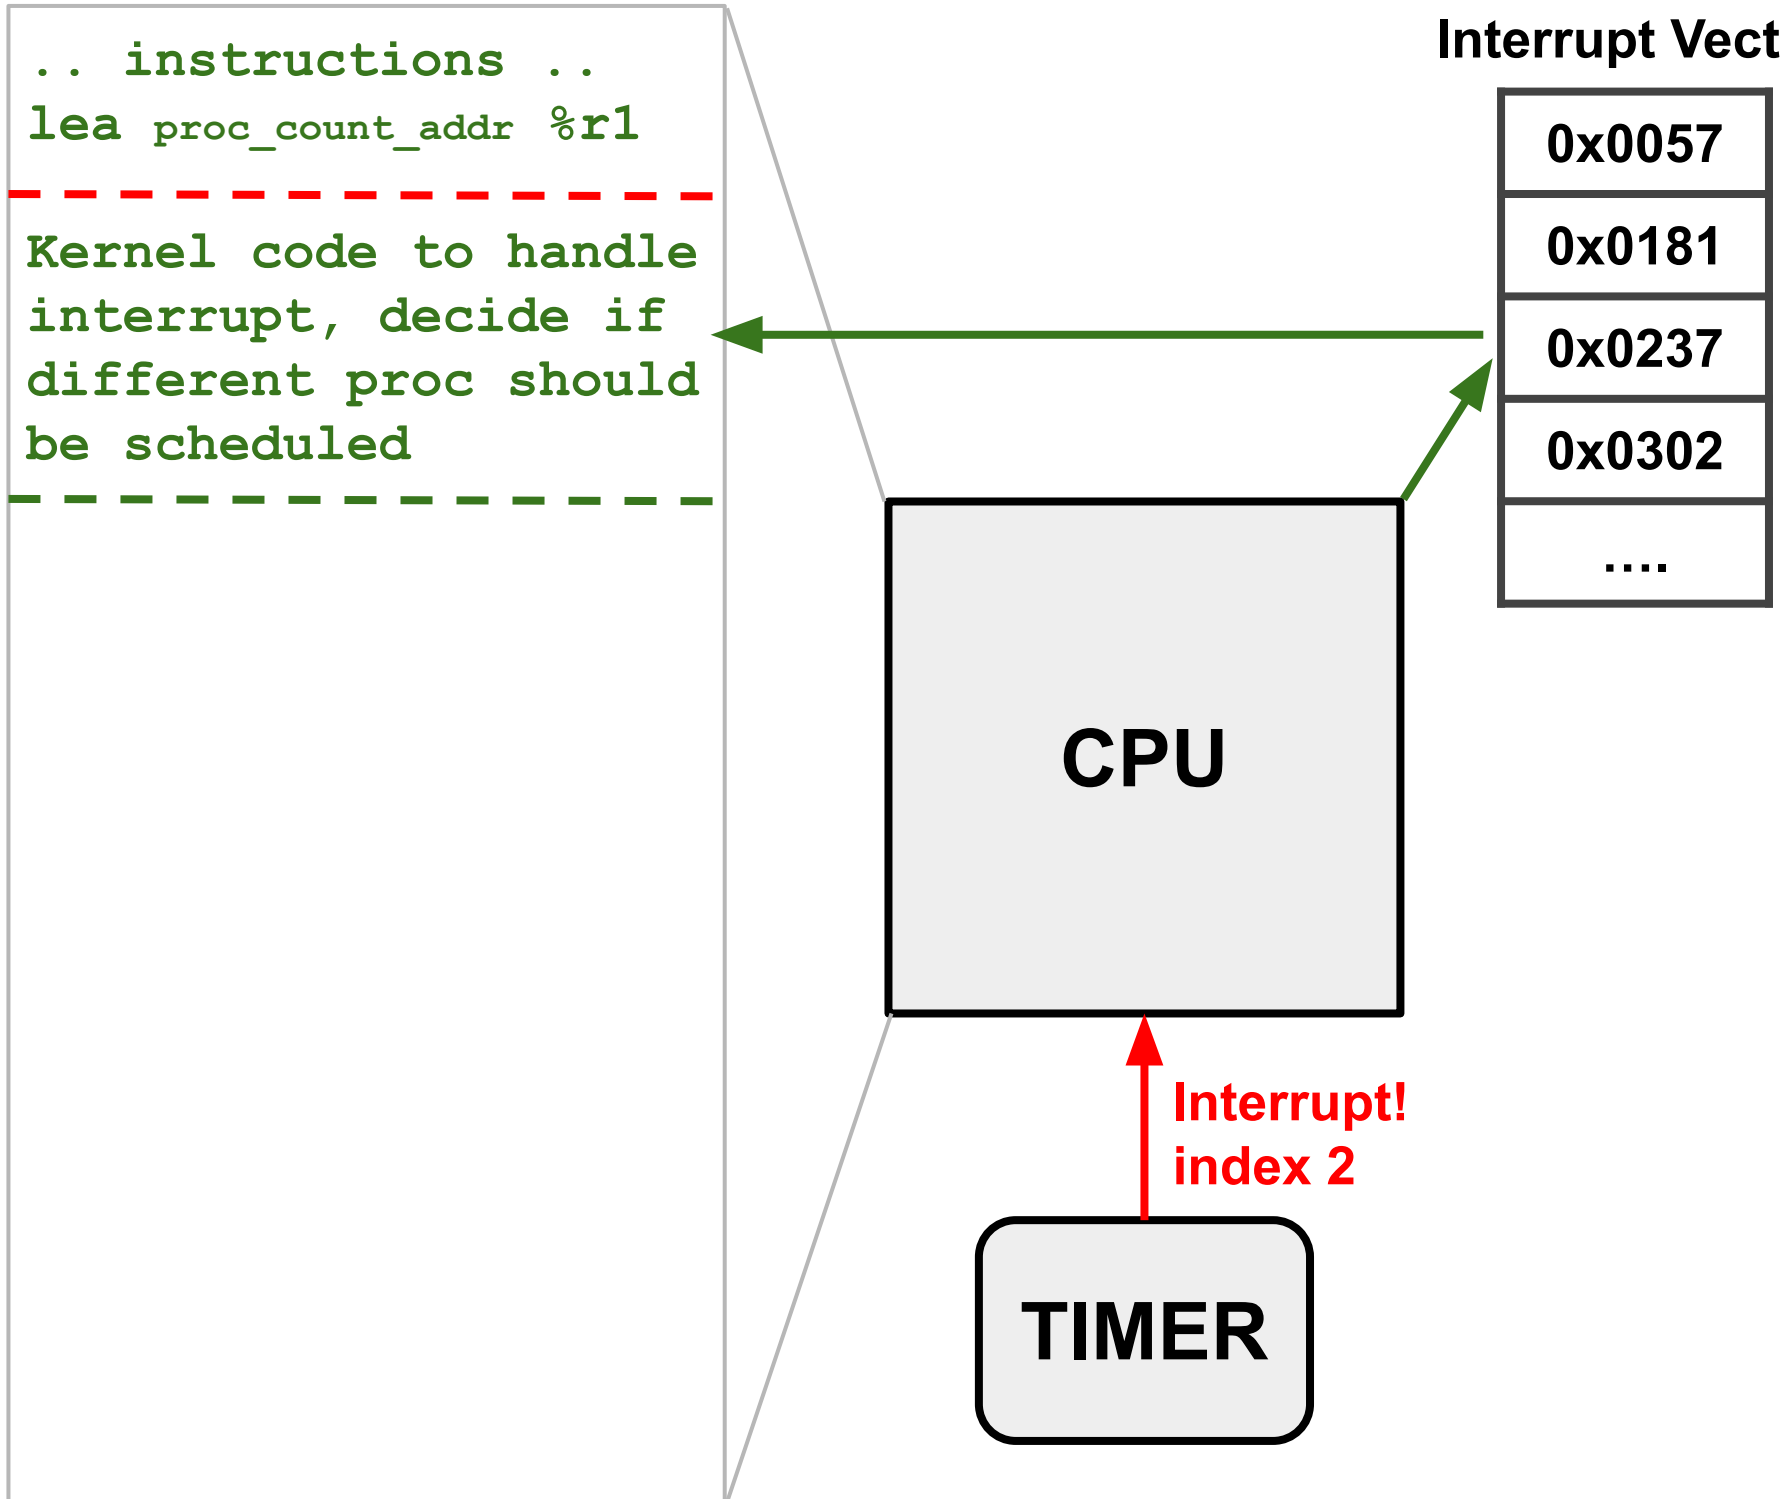 .. instructions ..
lea proc_count_addr %r1
Kernel code to handle
interrupt, decide if
different proc should
be scheduled
Interrupt Vect
0x0057
0x0181
0x0237
0x0302
....
CPU
Interrupt!
index 2
TIMER